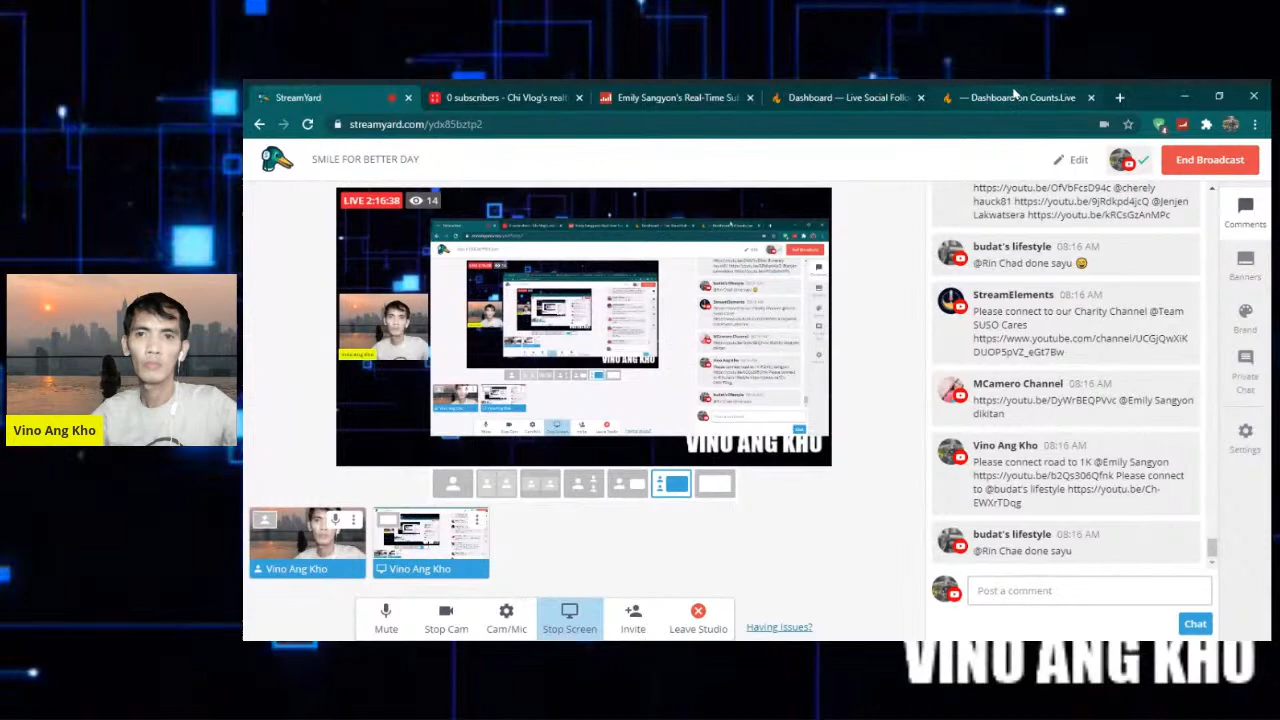 StreamYard
0 subscribers - Chi Vlog's realt
Emily Sangyon's Real-Time Sul
Dashboard — Live Social Follo
— Dashboard on Counts.Live
streamyard.com/ydx85bztp2
SMILE FOR BETTER DAY
Edit
End Broadcast
LIVE 2:16:38
14
Vino Ang Kho
VINO ANG KHO
Vino Ang Kho
Vino Ang Kho
Mute
Stop Cam
Cam/Mic
Stop Screen
Invite
Leave Studio
Having issues?
https://youtu.be/OfVbFcsD94c @cherely
hauck81 https://youtu.be/9jRdkpd4jcQ @Jenjen
Lakwatsera https://youtu.be/kRCsGzAnMPc
budat's lifestyle 08:16 AM
@Rin Chad done sayu 😄
StreamElements 08:16 AM
Please connect to our Charity Channel @Team
SUSO Cares
https://www.youtube.com/channel/UCGjQwXiK
DUOP5pVZ_eGt7Bw
MCamero Channel 08:16 AM
https://youtu.be/DyWrBEQPVvc @Emily Sangyon
dikitan
Vino Ang Kho 08:16 AM
Please connect road to 1K @Emily Sangyon
https://youtu.be/b2Qs306Qfnk Please connect
to @budat's lifestyle https://youtu.be/Ch-
EWXrTDqg
budat's lifestyle 08:16 AM
@Rin Chae done sayu
Post a comment
Chat
Comments
Banners
Brand
Private
Chat
Settings
VINO ANG KHO